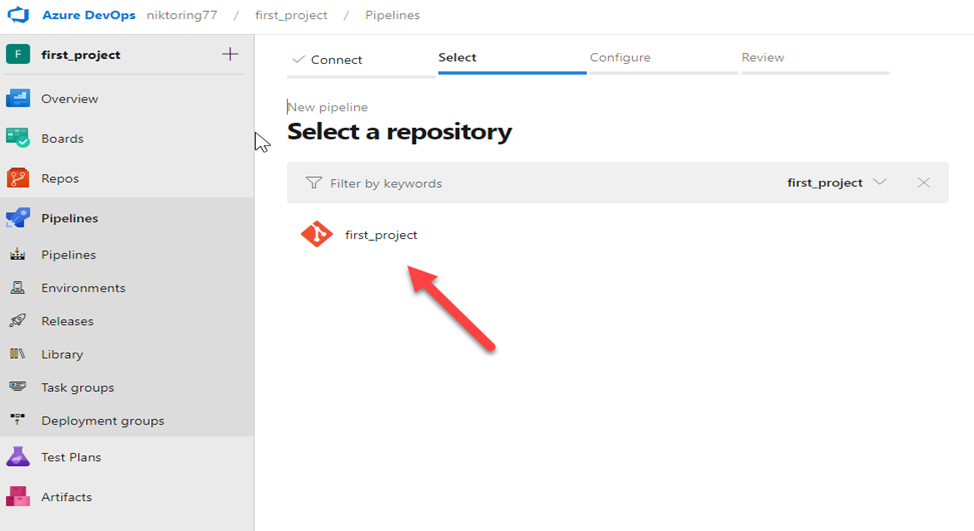 Azure DevOps niktoring77 / first_project / Pipelines
F first_project
Overview
Boards
Repos
Pipelines
Pipelines
Environments
Releases
Library
Task groups
Deployment groups
Test Plans
Artifacts
Connect Select Configure Review
New pipeline
Select a repository
Filter by keywords first_project
first_project